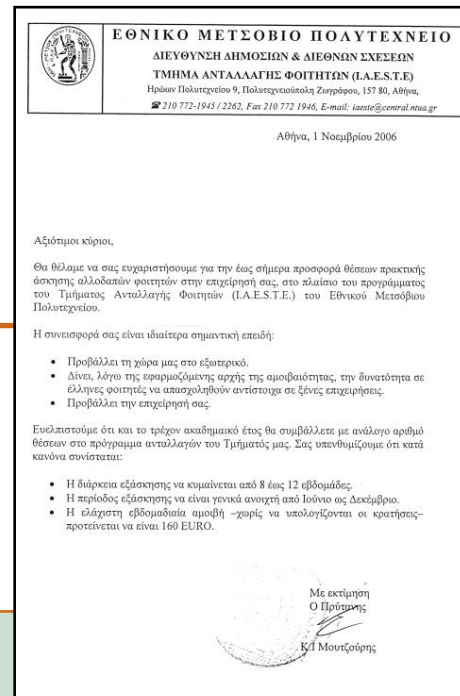 ΕΘΝΙΚΟ ΜΕΤΣΟΒΙΟ ΠΟΛΥΤΕΧΝΕΙΟ
ΔΙΕΥΘΥΝΣΗ ΔΗΜΟΣΙΩΝ & ΔΙΕΘΝΩΝ ΣΧΕΣΕΩΝ
ΤΜΗΜΑ ΑΝΤΑΛΛΑΓΗΣ ΦΟΙΤΗΤΩΝ (I.A.E.S.T.E)
Ηρώων Πολυτεχνείου 9, Πολυτεχνειούπολη Ζωγράφου, 157 80, Αθήνα,
☎ 210 772-1945 / 2262, Fax 210 772 1946, E-mail: iaeste@central.ntua.gr
Αθήνα, 1 Νοεμβρίου 2006
Αξιότιμοι κύριοι,
Θα θέλαμε να σας ευχαριστήσουμε για την έως σήμερα προσφορά θέσεων πρακτικής
άσκησης αλλοδαπών φοιτητών στην επιχείρησή σας, στο πλαίσιο του προγράμματος
του Τμήματος Ανταλλαγής Φοιτητών (I.A.E.S.T.E.) του Εθνικού Μετσόβιου
Πολυτεχνείου.
Η συνεισφορά σας είναι ιδιαίτερα σημαντική επειδή:
• Προβάλλει τη χώρα μας στο εξωτερικό.
• Δίνει, λόγω της εφαρμοζόμενης αρχής της αμοιβαιότητας, την δυνατότητα σε
έλληνες φοιτητές να απασχοληθούν αντίστοιχα σε ξένες επιχειρήσεις.
• Προβάλλει την επιχείρησή σας.
Ευελπιστούμε ότι και το τρέχον ακαδημαϊκό έτος θα συμβάλλετε με ανάλογο αριθμό
θέσεων στο πρόγραμμα ανταλλαγών του Τμήματός μας. Σας υπενθυμίζουμε ότι κατά
κανόνα συνίσταται:
• Η διάρκεια εξάσκησης να κυμαίνεται από 8 έως 12 εβδομάδες.
• Η περίοδος εξάσκησης να είναι γενικά ανοιχτή από Ιούνιο ως Δεκέμβριο.
• Η ελάχιστη εβδομαδιαία αμοιβή –χωρίς να υπολογίζονται οι κρατήσεις–
προτείνεται να είναι 160 EURO.
Με εκτίμηση
Ο Πρύτανης
Κ.Ι Μουτζούρης